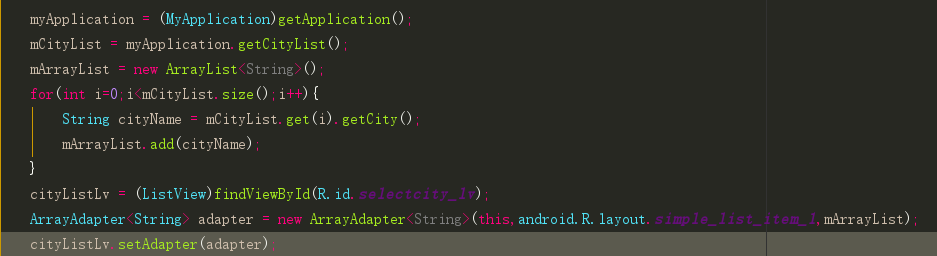 myApplication = (MyApplication)getApplication();
mCityList = myApplication.getCityList();
mArrayList = new ArrayList<String>();
for(int i=0;i<mCityList.size();i++){
String cityName = mCityList.get(i).getCity();
mArrayList.add(cityName);
}
cityListLv = (ListView)findViewById(R.id.selectcity_lv);
ArrayAdapter<String> adapter = new ArrayAdapter<String>(this,android.R.layout.simple_list_item_1,mArrayList);
cityListLv.setAdapter(adapter)